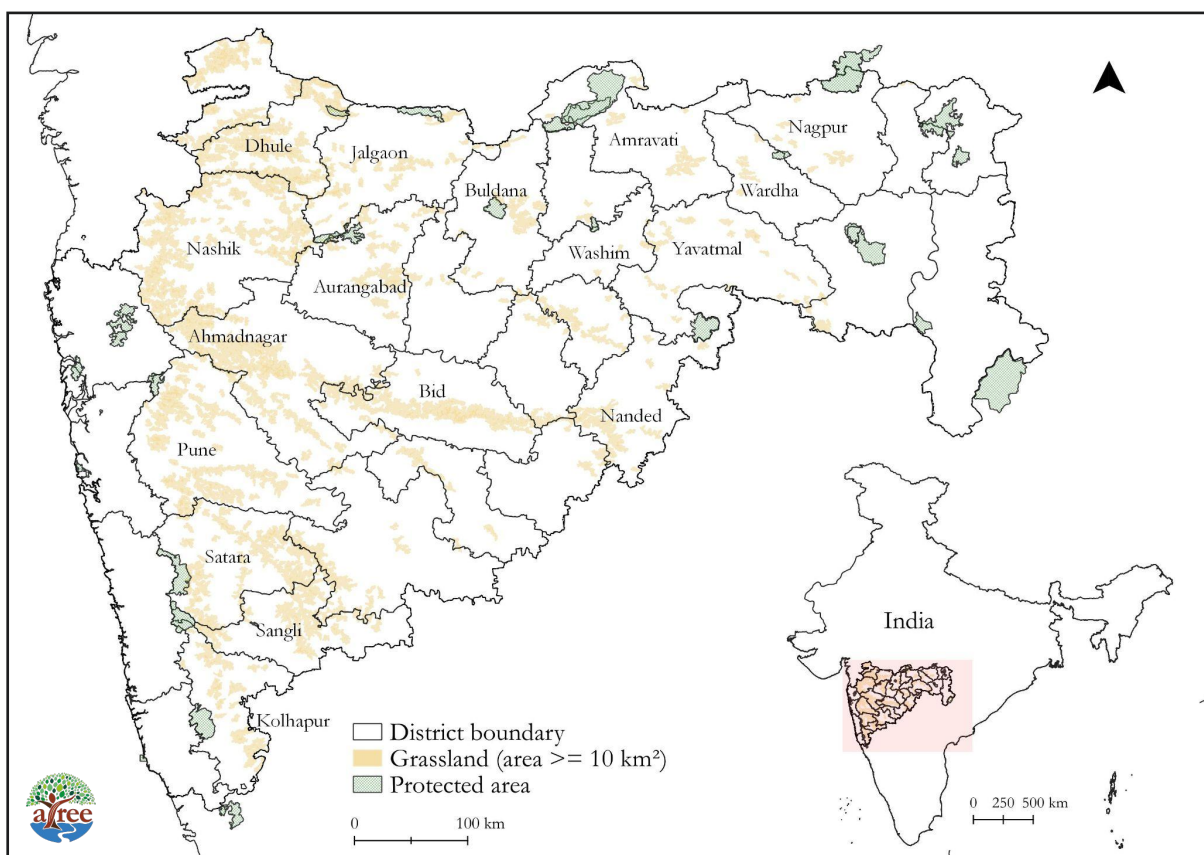 Dhule
Jalgaon
Amravati
Nagpur
Buldana
Wardha
Nashik
Washim
Yavatmal
Aurangabad
Ahmadnagar
Bid
Nanded
Pune
Satara
Sangli
Kolhapur
India
District boundary
Grassland (area >= 10 km²)
Protected area
0
100 km
0 250 500 km
atree